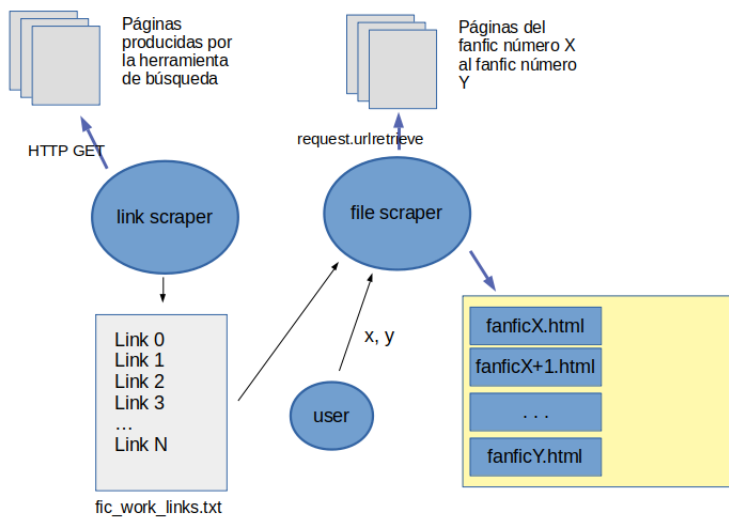 Páginas
producidas por
la herramienta
de búsqueda
Páginas del
fanfic número X
al fanfic número
Y
HTTP GET
request.urlretrieve
link scraper
file scraper
Link 0
Link 1
Link 2
Link 3
...
Link N
fic_work_links.txt
x, y
user
fanficX.html
fanficX+1.html
. . .
fanficY.html